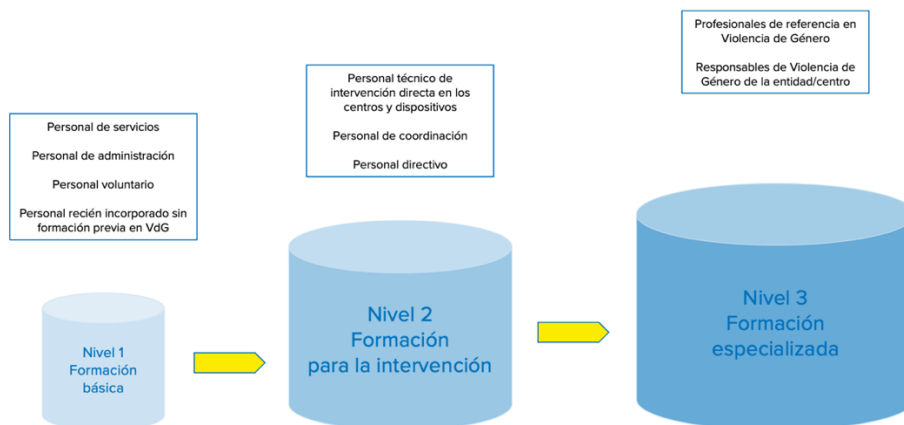 Personal de servicios
Personal de administración
Personal voluntario
Personal recién incorporado sin
formación previa en VdG
Nivel 1
Formación
básica
Personal técnico de
intervención directa en los
centros y dispositivos
Personal de coordinación
Personal directivo
Nivel 2
Formación
para la intervención
Profesionales de referencia en
Violencia de Género
Responsables de Violencia de
Género de la entidad/centro
Nivel 3
Formación
especializada